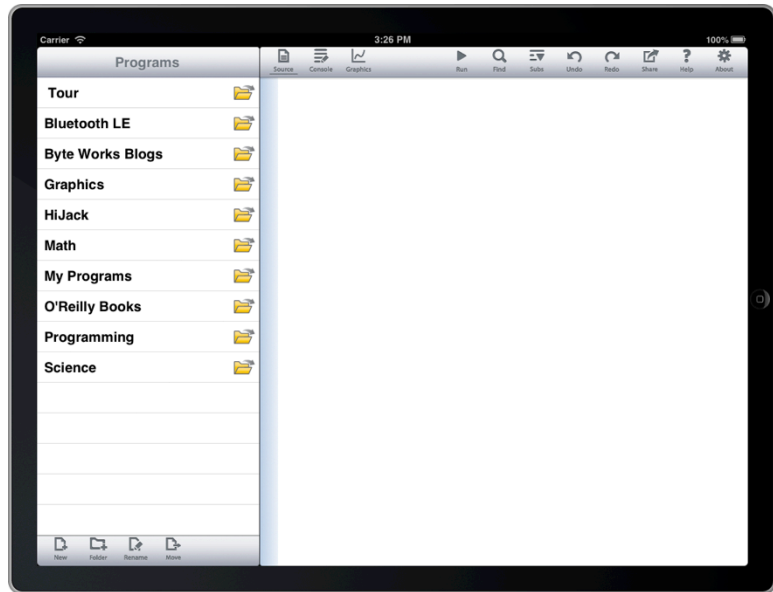 Carrier 3:26 PM 100%
Programs
Source Console Graphics Run Find Subs Undo Redo Share Help About
Tour
Bluetooth LE
Byte Works Blogs
Graphics
HiJack
Math
My Programs
O'Reilly Books
Programming
Science
New Folder Rename Move